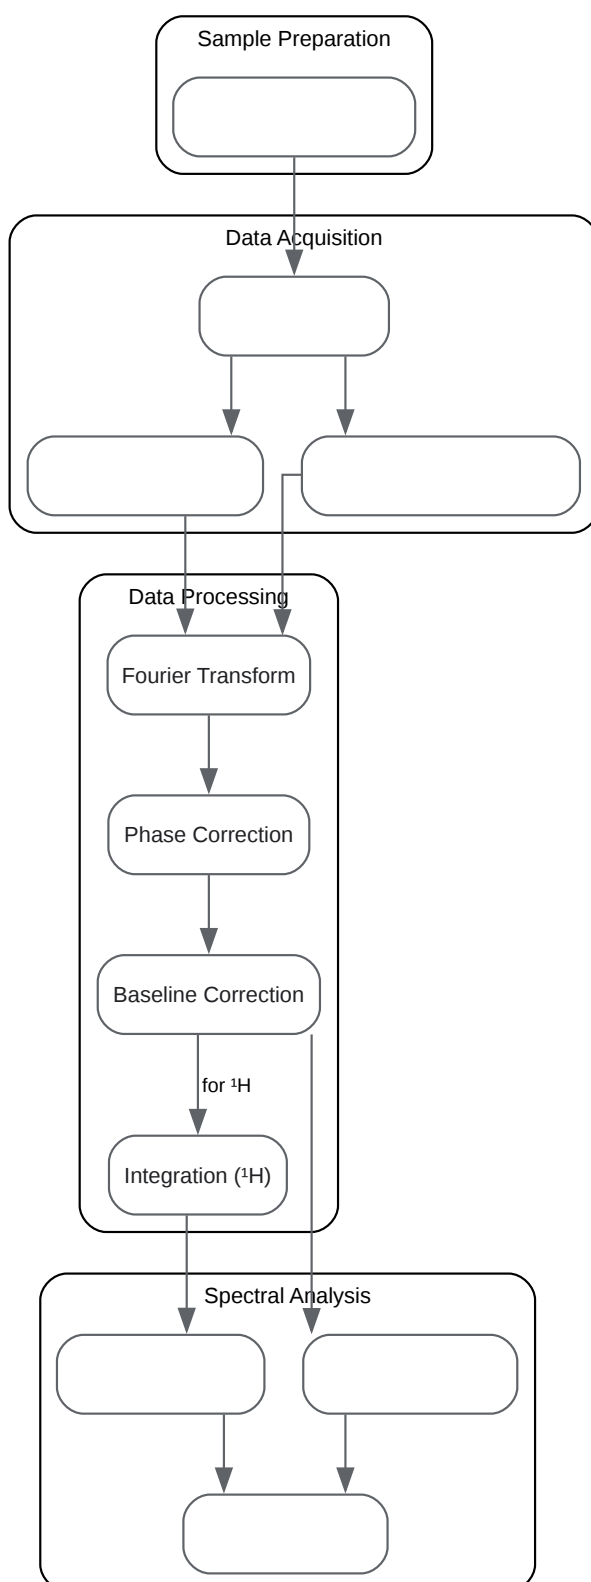 Sample Preparation
Data Acquisition
Data Processing
Fourier Transform
Phase Correction
Baseline Correction
for ¹H
Integration (¹H)
Spectral Analysis